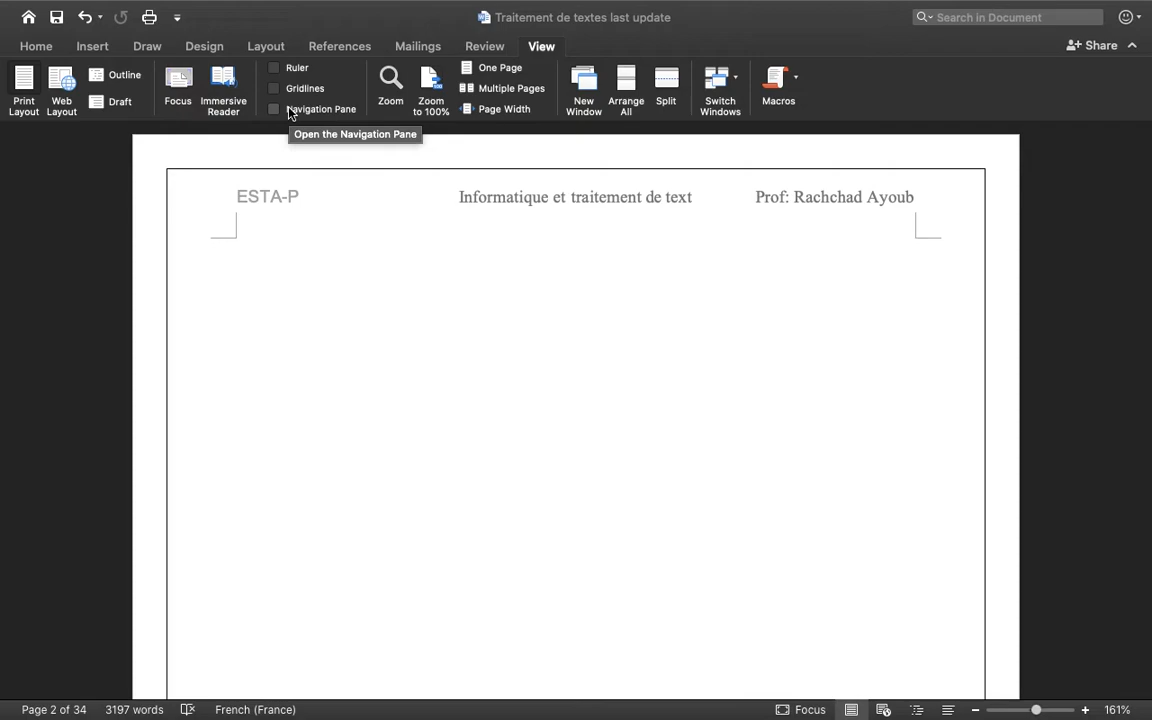 Traitement de textes last update
Search in Document
Home Insert Draw Design Layout References Mailings Review View
Share
Print Layout
Web Layout
Outline
Draft
Focus
Immersive Reader
Ruler
Gridlines
Navigation Pane
Zoom
Zoom to 100%
One Page
Multiple Pages
Page Width
New Window
Arrange All
Split
Switch Windows
Macros
Open the Navigation Pane
ESTA-P Informatique et traitement de text Prof: Rachchad Ayoub
Page 2 of 34 3197 words French (France) Focus 161%